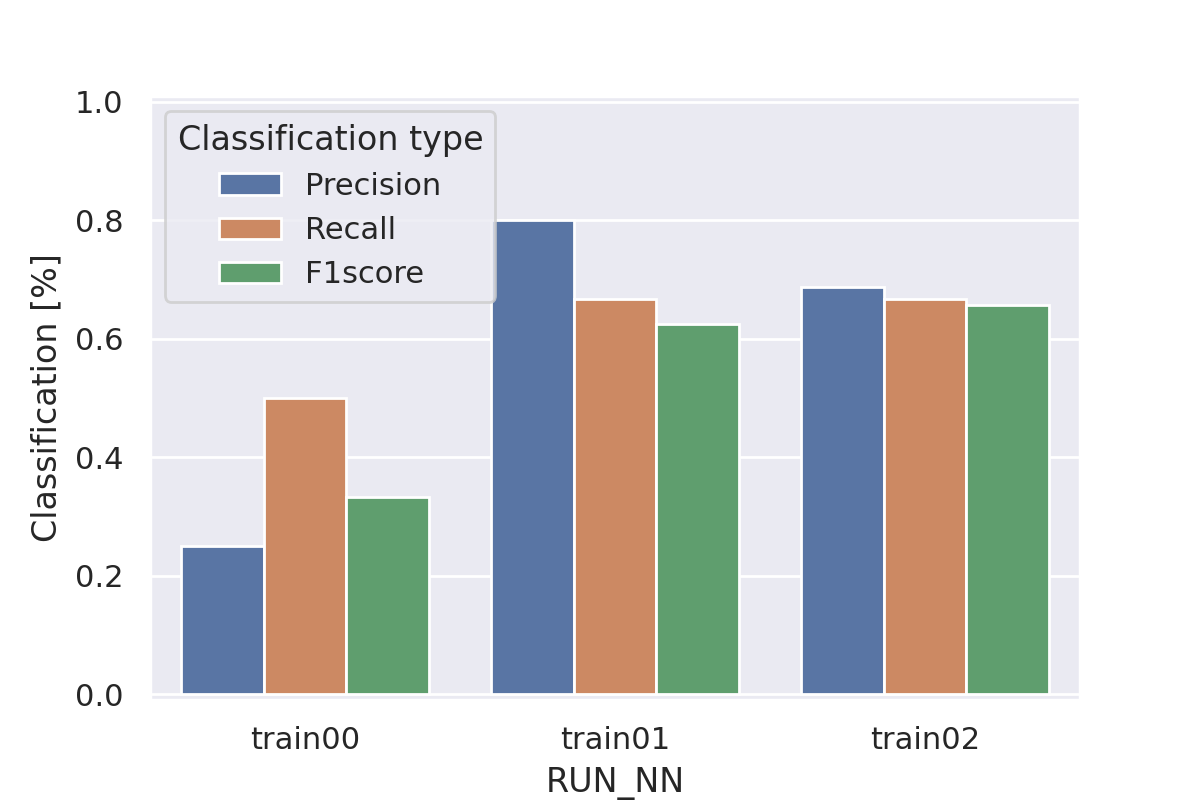 1.0
0.8
0.6
0.4
0.2
0.0
Classification [%]
Classification type
Precision
Recall
F1score
train00
train01
train02
RUN_NN